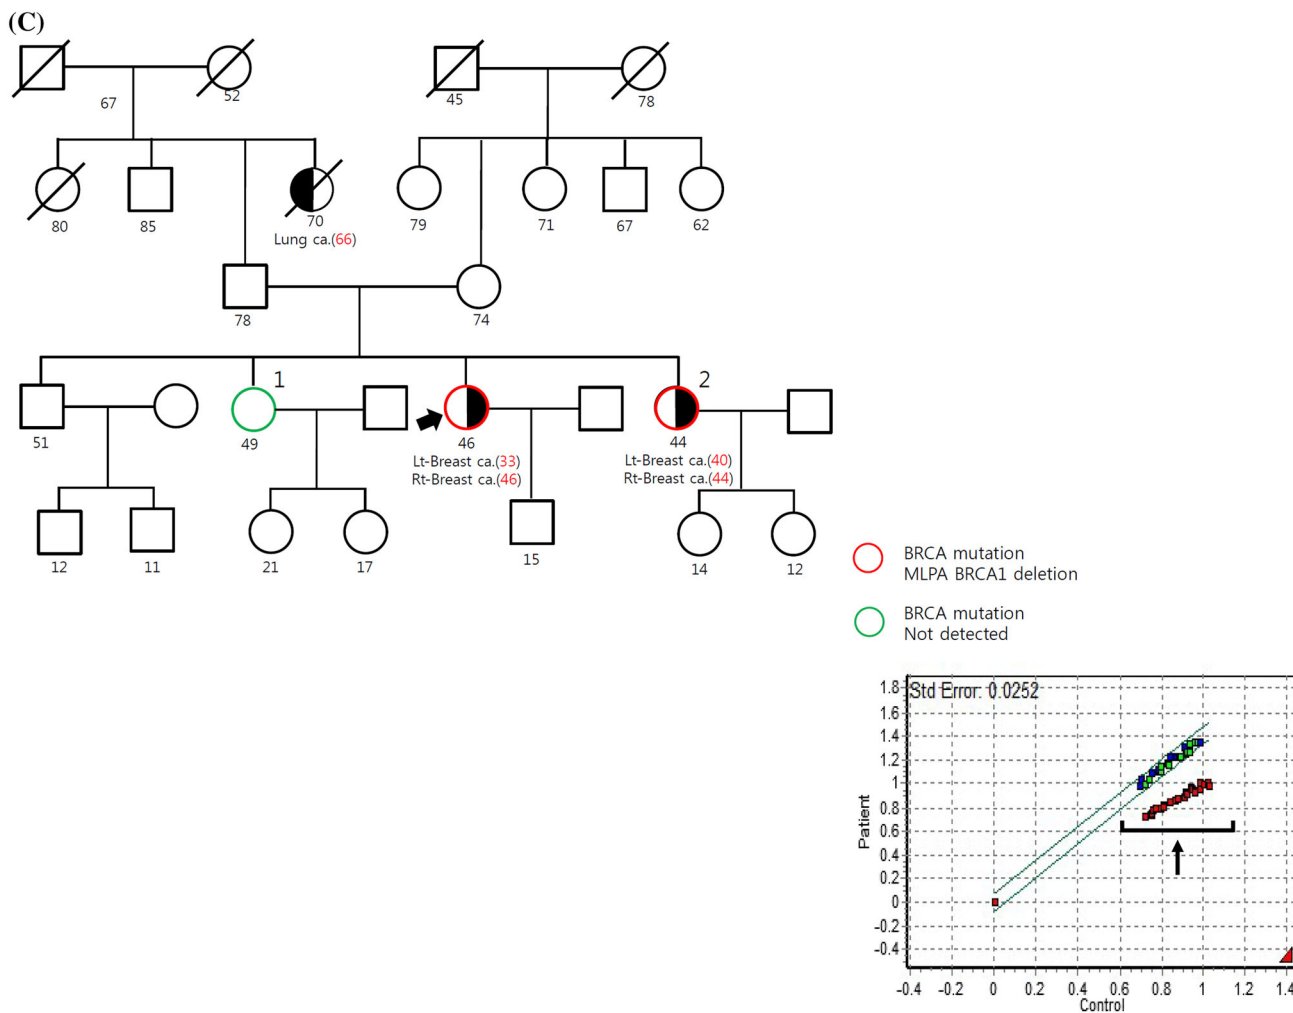 (C)
67
52
45
78
80
85
70
Lung ca.(66)
79
71
67
62
78
74
1
2
51
49
46
Lt-Breast ca.(33)
Rt-Breast ca.(46)
44
Lt-Breast ca.(40)
Rt-Breast ca.(44)
12
11
21
17
15
14
12
BRCA mutation
MLPA BRCA1 deletion
BRCA mutation
Not detected
Std Error: 0.0252
1.8
1.6
1.4
1.2
1
0.8
0.6
0.4
0.2
0
-0.2
-0.4
Patient
-0.4 -0.2 0 0.2 0.4 0.6 0.8 1 1.2 1.4
Control